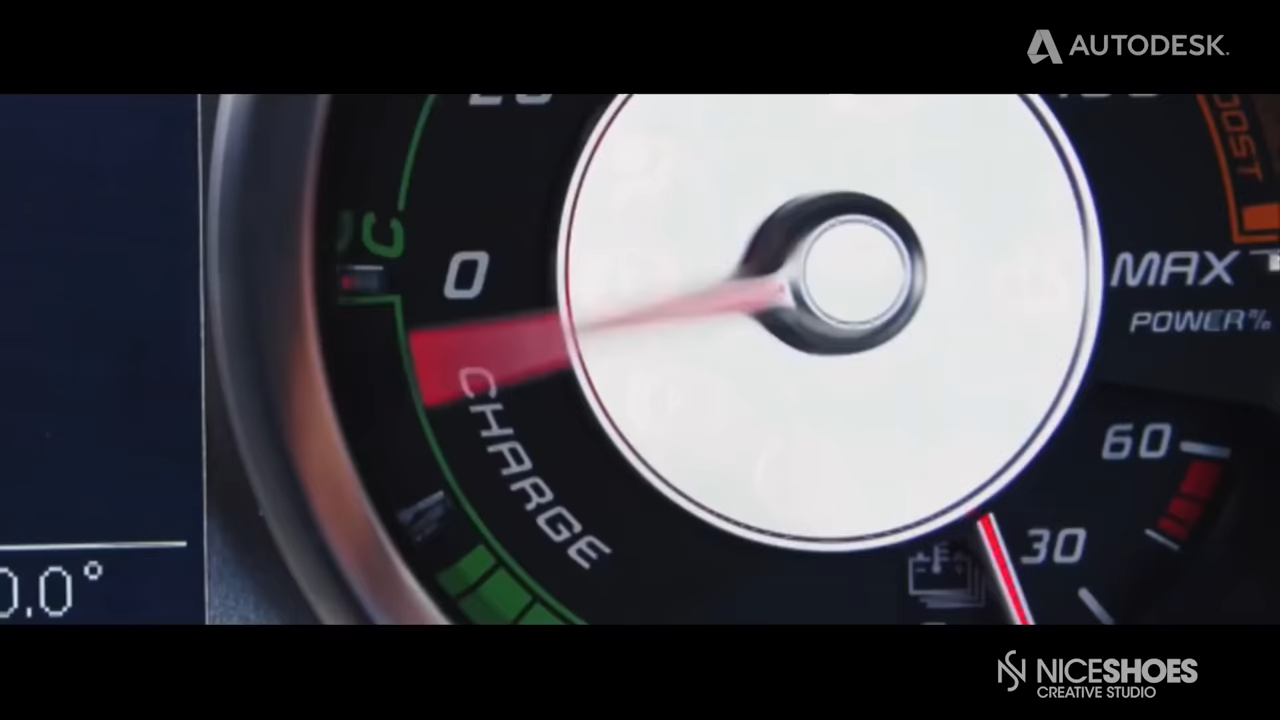 AUTODESK.
C
0
MAX
POWER%
CHARGE
60
30
0.0°
NICESHOES
CREATIVE STUDIO